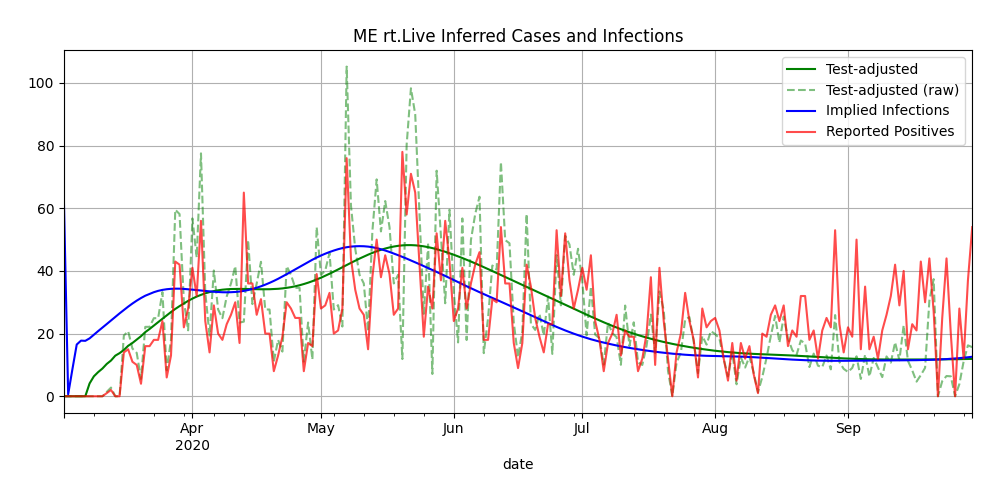 ME rt.Live Inferred Cases and Infections
Test-adjusted
Test-adjusted (raw)
Implied Infections
Reported Positives
100
80
60
40
20
0
Apr May Jun Jul Aug Sep
2020
date